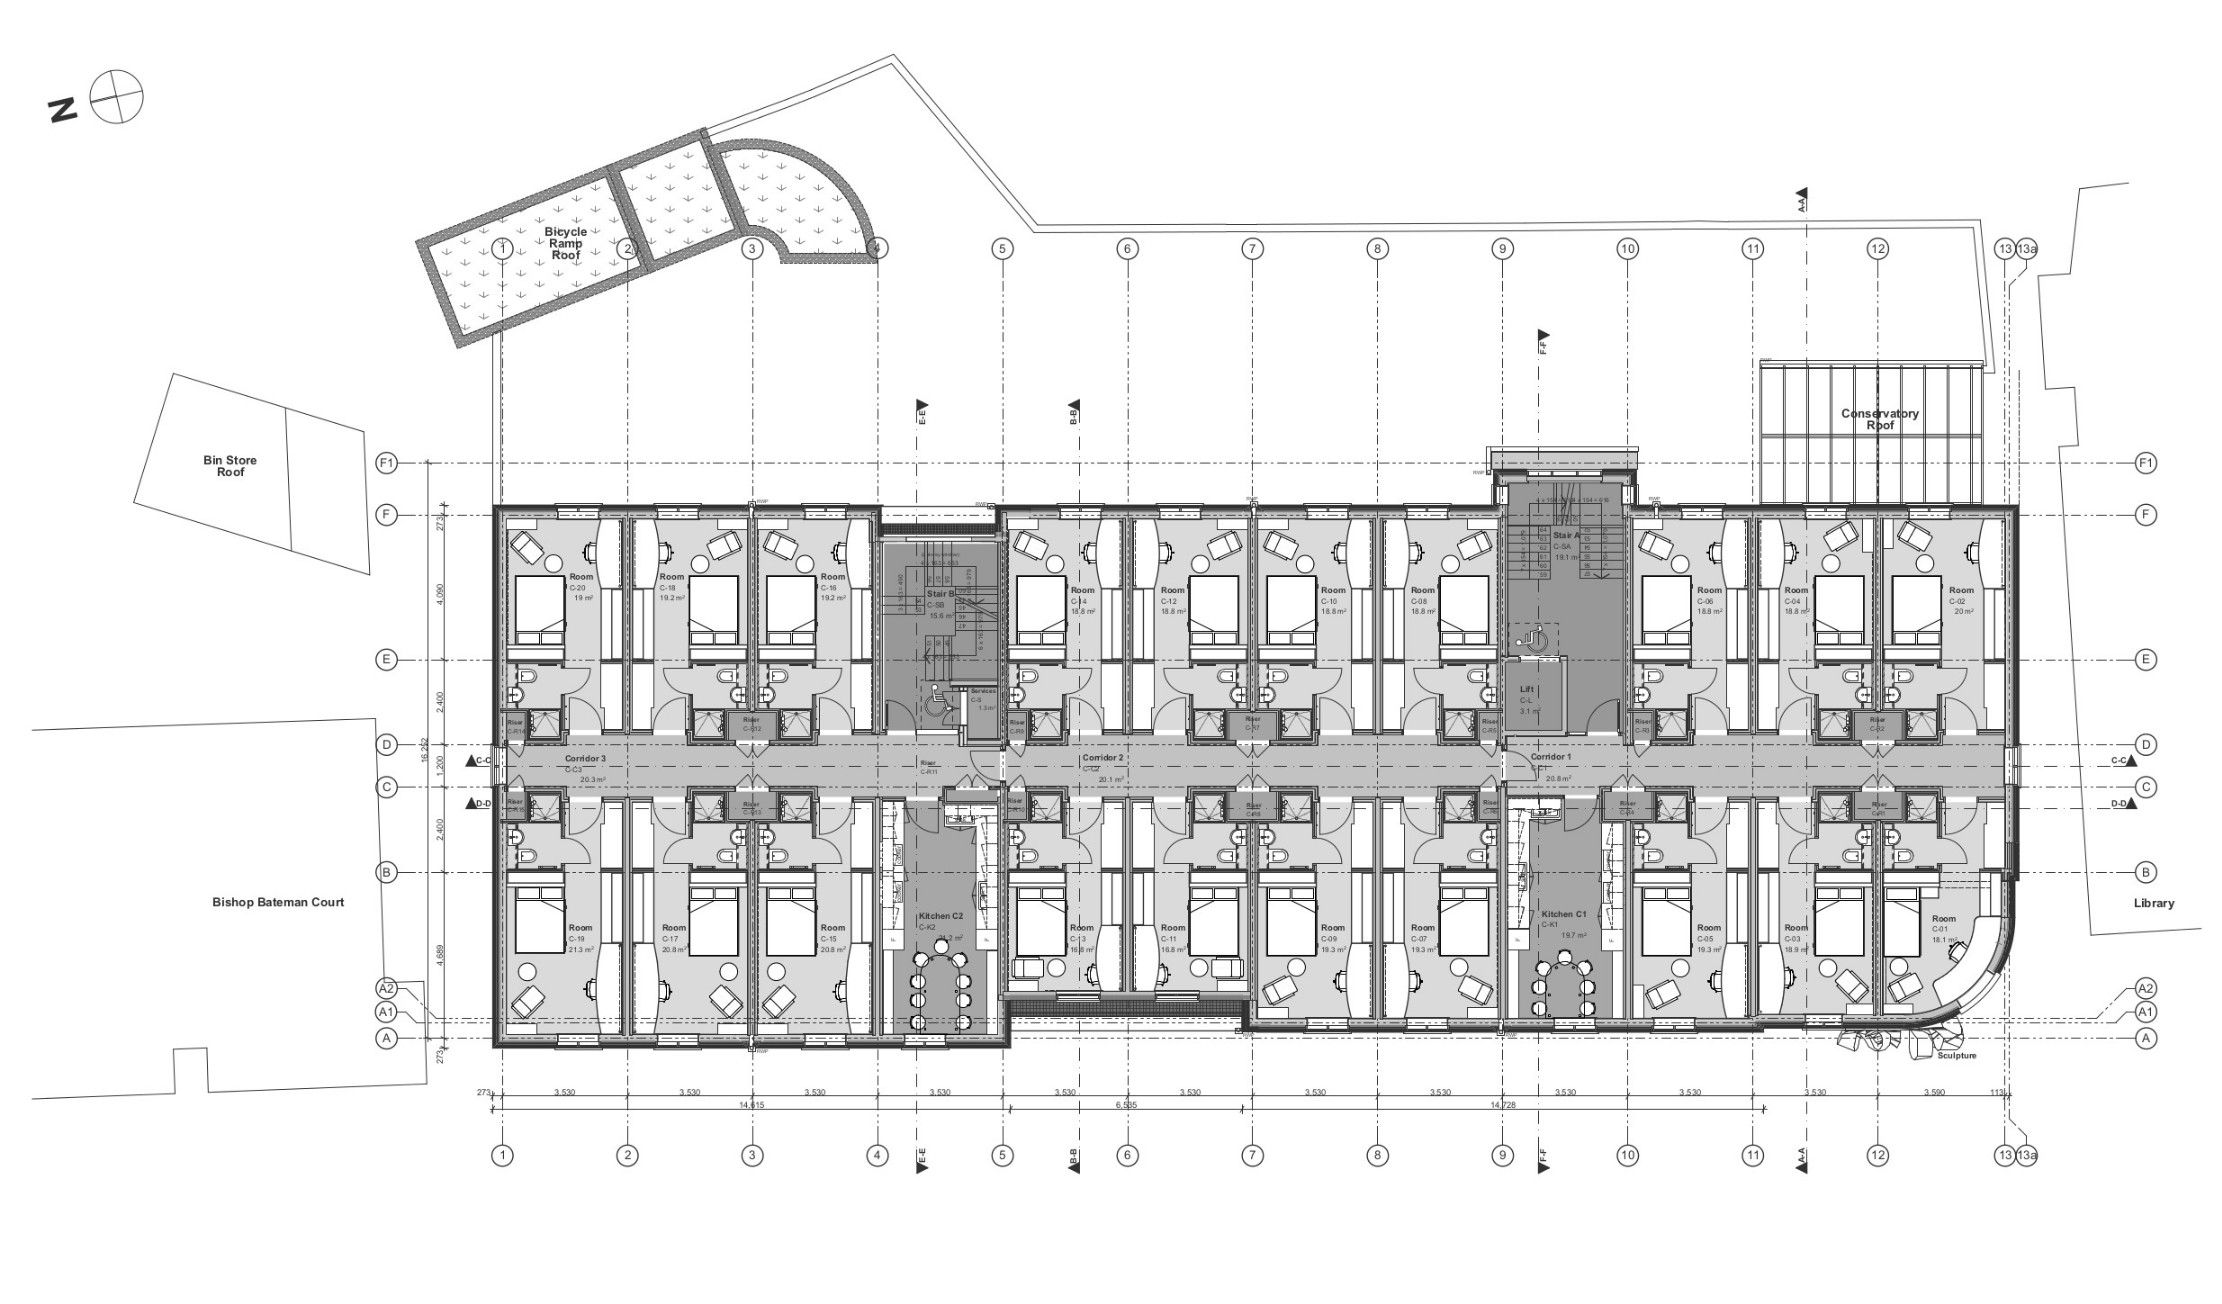 N
Bicycle
Ramp
Roof
1
2
3
4
5
6
7
8
9
10
11
12
13
13a
A-A
F-F
E-E
B-B
Conservatory
Roof
Bin Store
Roof
F1
F1
F
F
E
E
D
D
C
C
B
B
A2
A2
A1
A1
A
A
273
4.090
2.400
1.200
2.400
4.689
273
16.252
Room
C-20
19 m²
Room
C-18
19.2 m²
Room
C-16
19.2 m²
Stair B
C-SB
15.6 m²
Services
C-S
1.3 m²
Room
C-14
18.8 m²
Room
C-12
18.8 m²
Room
C-10
18.8 m²
Room
C-08
18.8 m²
Stair A
C-SA
19.1 m²
Lift
C-L
3.1 m²
Room
C-06
18.8 m²
Room
C-04
18.8 m²
Room
C-02
20 m²
Riser
C-R14
Riser
C-R12
Riser
C-R9
Riser
C-R7
Riser
C-R5
Riser
C-R3
Riser
C-R2
C-C
Corridor 3
C-C3
20.3 m²
Riser
C-R11
Corridor 2
C-C2
20.1 m²
Corridor 1
C-C1
20.8 m²
C-C
D-D
D-D
Riser
C-R15
Riser
C-R13
Riser
C-R10
Riser
C-R8
Riser
C-R6
Riser
C-R4
Riser
C-R1
Room
C-19
21.3 m²
Room
C-17
20.8 m²
Room
C-15
20.8 m²
Kitchen C2
C-K2
21.2 m²
Room
C-13
16.8 m²
Room
C-11
16.8 m²
Room
C-09
19.3 m²
Room
C-07
19.3 m²
Kitchen C1
C-K1
19.7 m²
Room
C-05
19.3 m²
Room
C-03
18.9 m²
Room
C-01
18.1 m²
Bishop Bateman Court
Library
Sculpture
273
3.530
3.530
3.530
3.530
3.530
3.530
3.530
3.530
3.530
3.530
3.530
3.590
113
14.615
6.535
14.728
1
2
3
4
E-E
5
B-B
6
7
8
9
F-F
10
11
A-A
12
13
13a